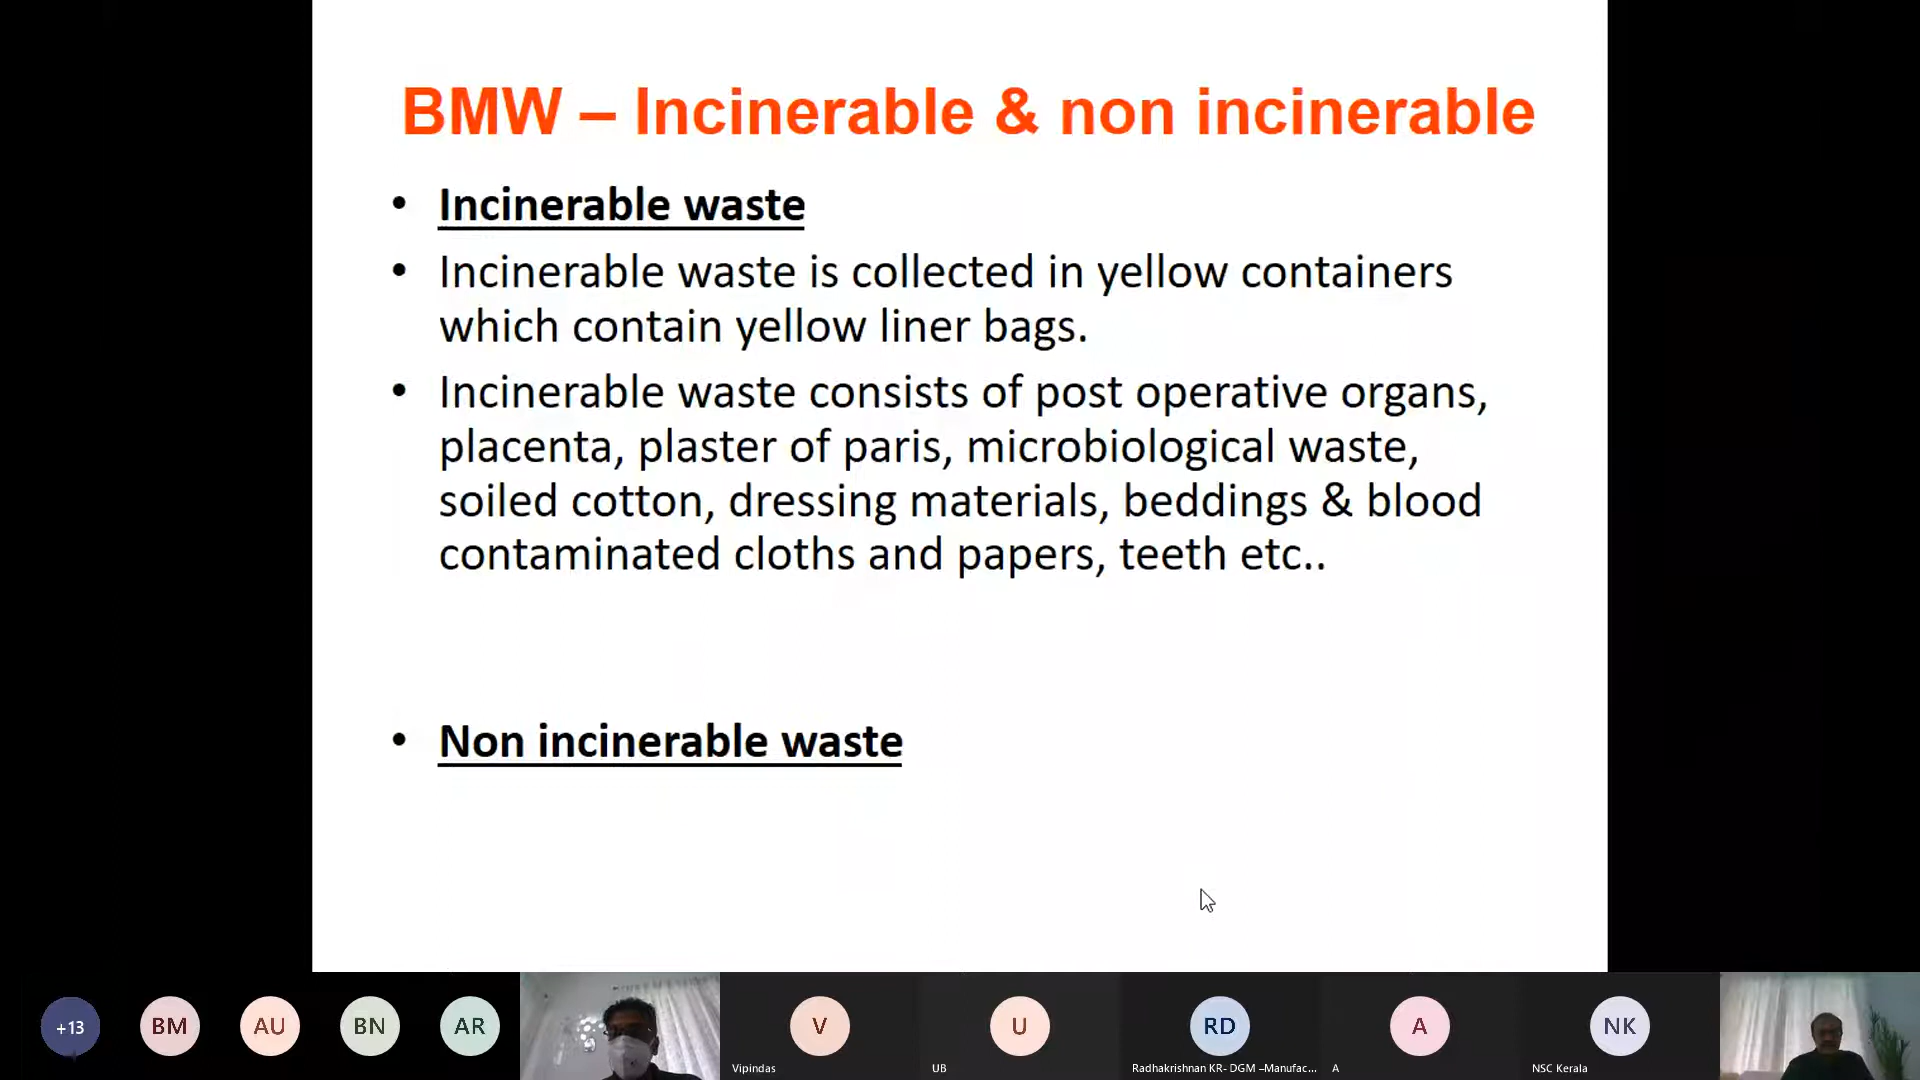 BMW – Incinerable & non incinerable
• Incinerable waste
• Incinerable waste is collected in yellow containers
which contain yellow liner bags.
• Incinerable waste consists of post operative organs,
placenta, plaster of paris, microbiological waste,
soiled cotton, dressing materials, beddings & blood
contaminated cloths and papers, teeth etc..
• Non incinerable waste
+13
BM
AU
BN
AR
V
U
RD
A
NK
Vipindas
UB
Radhakrishnan KR- DGM –Manufac...
A
NSC Kerala